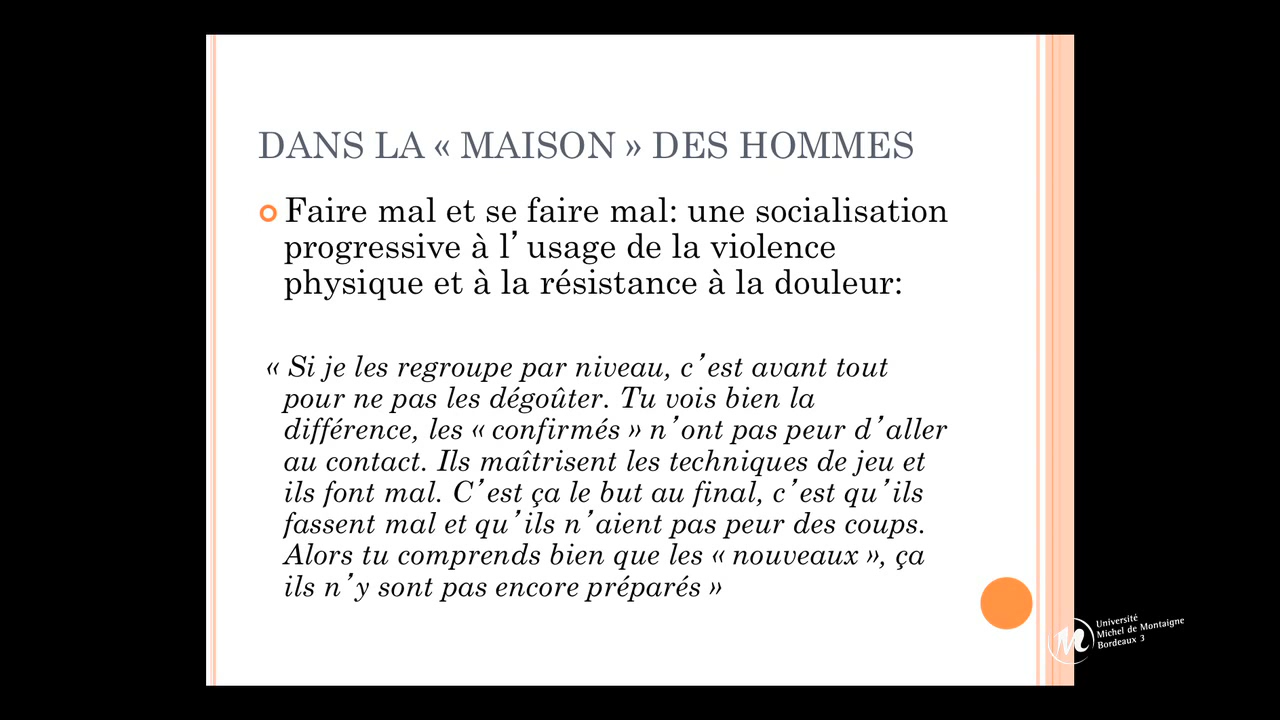 DANS LA « MAISON » DES HOMMES
Faire mal et se faire mal: une socialisation
progressive à l’usage de la violence
physique et à la résistance à la douleur:
« Si je les regroupe par niveau, c’est avant tout
pour ne pas les dégoûter. Tu vois bien la
différence, les « confirmés » n’ont pas peur d’aller
au contact. Ils maîtrisent les techniques de jeu et
ils font mal. C’est ça le but au final, c’est qu’ils
fassent mal et qu’ils n’aient pas peur des coups.
Alors tu comprends bien que les « nouveaux », ça
ils n’y sont pas encore préparés »
Université
Michel de Montaigne
Bordeaux 3